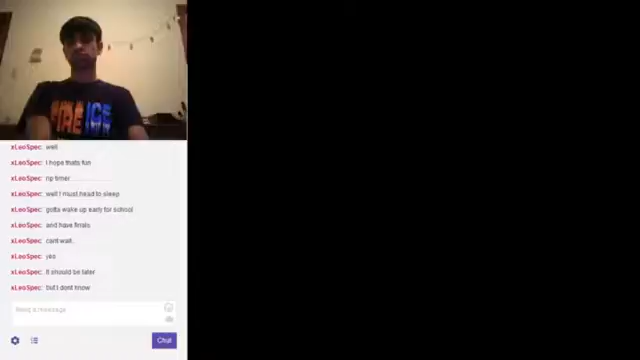 FIRE ICE
xLeoSpec: well
xLeoSpec: I hope thats fun
xLeoSpec: rip timer
xLeoSpec: well I must head to sleep
xLeoSpec: gotta wake up early for school
xLeoSpec: and have finals
xLeoSpec: cant wait..
xLeoSpec: yes
xLeoSpec: It should be later
xLeoSpec: but I dont know
Send a message
Chat